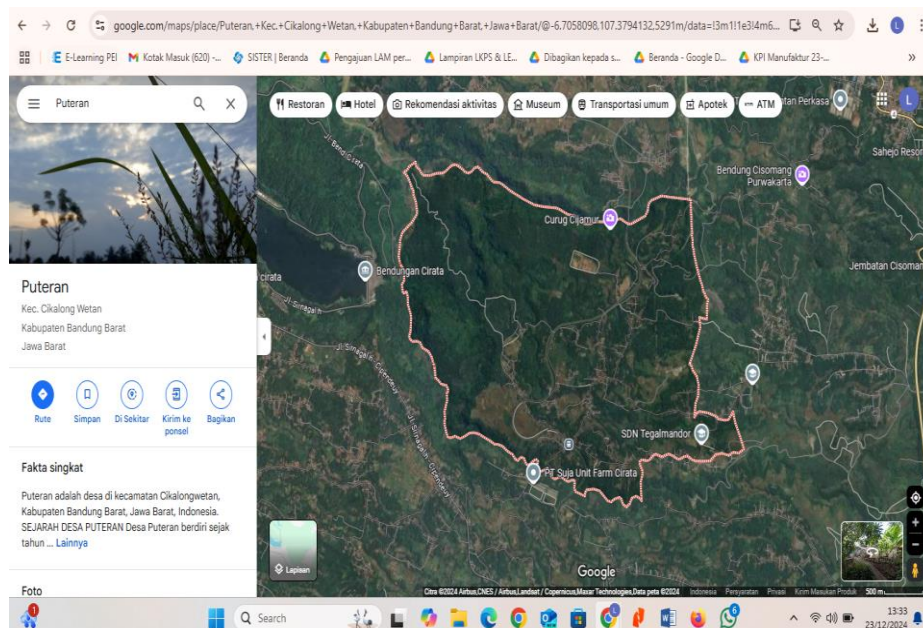 google.com/maps/place/Puteran,+Kec.+Cikalong+Wetan,+Kabupaten+Bandung+Barat,+Jawa+Barat/@-6.7058098,107.3794132,5291m/data=!3m1!1e3!4m6...
E-Learning PEI
Kotak Masuk (620) -...
SISTER | Beranda
Pengajuan LAM per...
Lampiran LKPS & LE...
Dibagikan kepada s...
Beranda - Google D...
KPI Manufaktur 23-...
Puteran
Restoran
Hotel
Rekomendasi aktivitas
Museum
Transportasi umum
Apotek
ATM
tan Perkasa
L
Sahejo Resor
Jl. Bend Cirata
Bendung Cisomang
Purwakarta
Curug Cijamur
Bendungan Cirata
cirata
Jembatan Cisoman
Puteran
Kec. Cikalong Wetan
Kabupaten Bandung Barat
Jawa Barat
Rute
Simpan
Di Sekitar
Kirim ke
ponsel
Bagikan
SDN Tegalmandor
PT Suja Unit Farm Cirata
Fakta singkat
Puteran adalah desa di kecamatan Cikalongwetan,
Kabupaten Bandung Barat, Jawa Barat, Indonesia.
SEJARAH DESA PUTERAN Desa Puteran berdiri sejak
tahun ... Lainnya
Foto
Lapisan
Google
Citra ©2024 Airbus,CNES / Airbus,Landsat / Copernicus,Maxar Technologies,Data peta ©2024
Indonesia
Persyaratan
Privasi
Kirim Masukan Produk
500 m
Search
13:33
23/12/2024